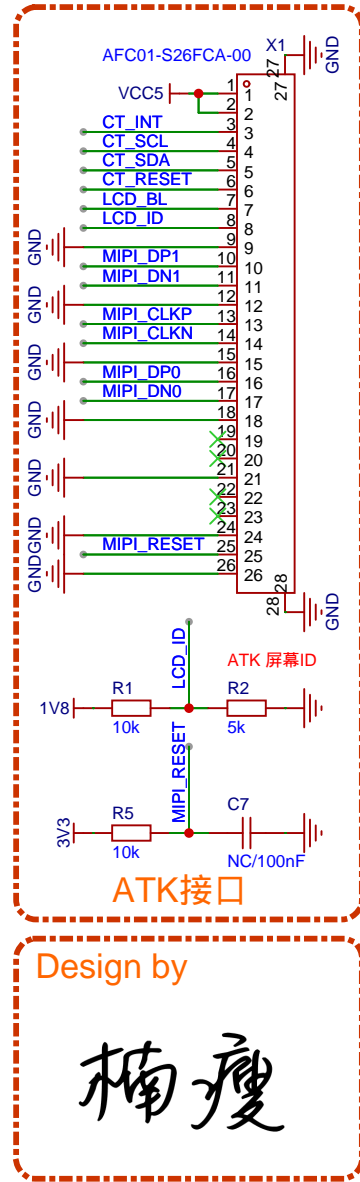 AFC01-S26FCA-00 X1
27 27 GND
VCC5 1 1
2 2
CT_INT 3 3
CT_SCL 4 4
CT_SDA 5 5
CT_RESET 6 6
LCD_BL 7 7
LCD_ID 8 8
GND 9 9
MIPI_DP1 10 10
MIPI_DN1 11 11
GND 12 12
MIPI_CLKP 13 13
MIPI_CLKN 14 14
GND 15 15
MIPI_DP0 16 16
MIPI_DN0 17 17
GND 18 18
19 19
20 20
GND 21 21
22 22
23 23
GND 24 24
MIPI_RESET 25 25
GND 26 26
28 28 GND
LCD_ID
ATK 屏幕ID
1V8 R1 R2
10k 5k
MIPI_RESET
3V3 R5 C7
10k NC/100nF
ATK接口
Design by
楠瘦